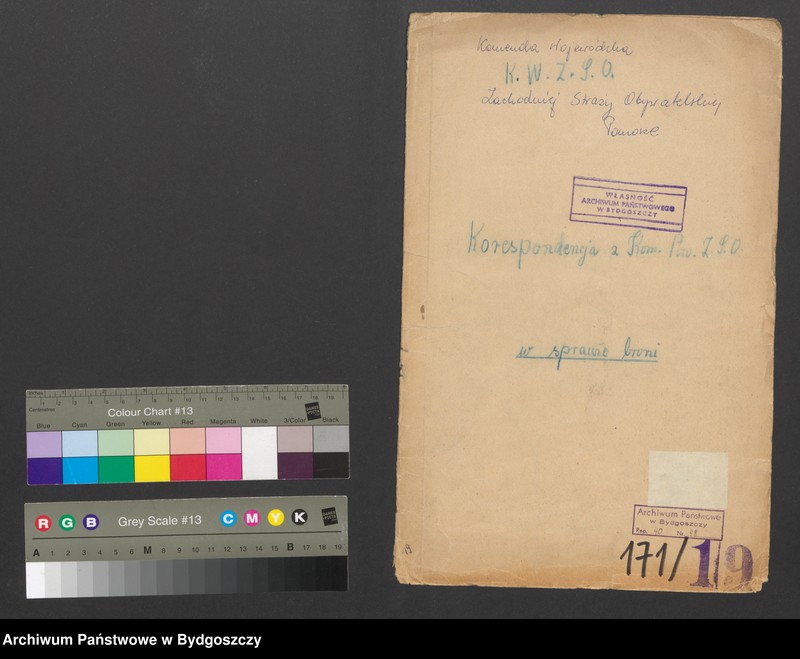 Komenda Wojewódzka
K. W. Z. S. O.
Zachodniej Straży Obywatelskiej
Pomorze
WŁASNOŚĆ
ARCHIWUM PAŃSTWOWEGO
W BYDGOSZCZY
Korespondencja z Kom. Pow. Z. S. O.
w sprawie broni
Archiwum Państwowe
w Bydgoszczy
171/19
Inches
Centimetres
Colour Chart #13
Blue Cyan Green Yellow Red Magenta White 3/Color Black
R G B Grey Scale #13 C M Y K
A 1 2 3 4 5 6 M 8 9 10 11 12 13 14 15 B 17 18 19
Archiwum Państwowe w Bydgoszczy